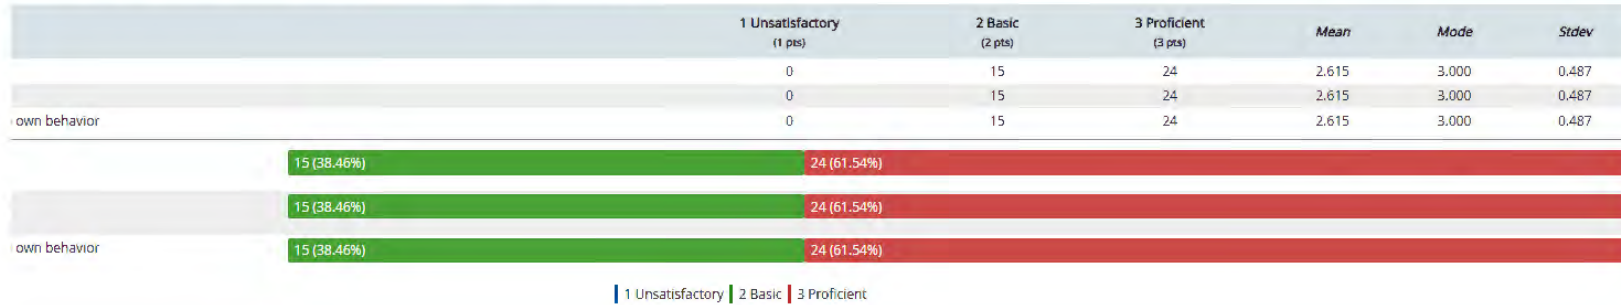 1 Unsatisfactory 2 Basic 3 Proficient Mean Mode Stdev
(1 pts) (2 pts) (3 pts)
0 15 24 2.615 3.000 0.487
0 15 24 2.615 3.000 0.487
own behavior 0 15 24 2.615 3.000 0.487
15 (38.46%) 24 (61.54%)
15 (38.46%) 24 (61.54%)
own behavior 15 (38.46%) 24 (61.54%)
1 Unsatisfactory 2 Basic 3 Proficient